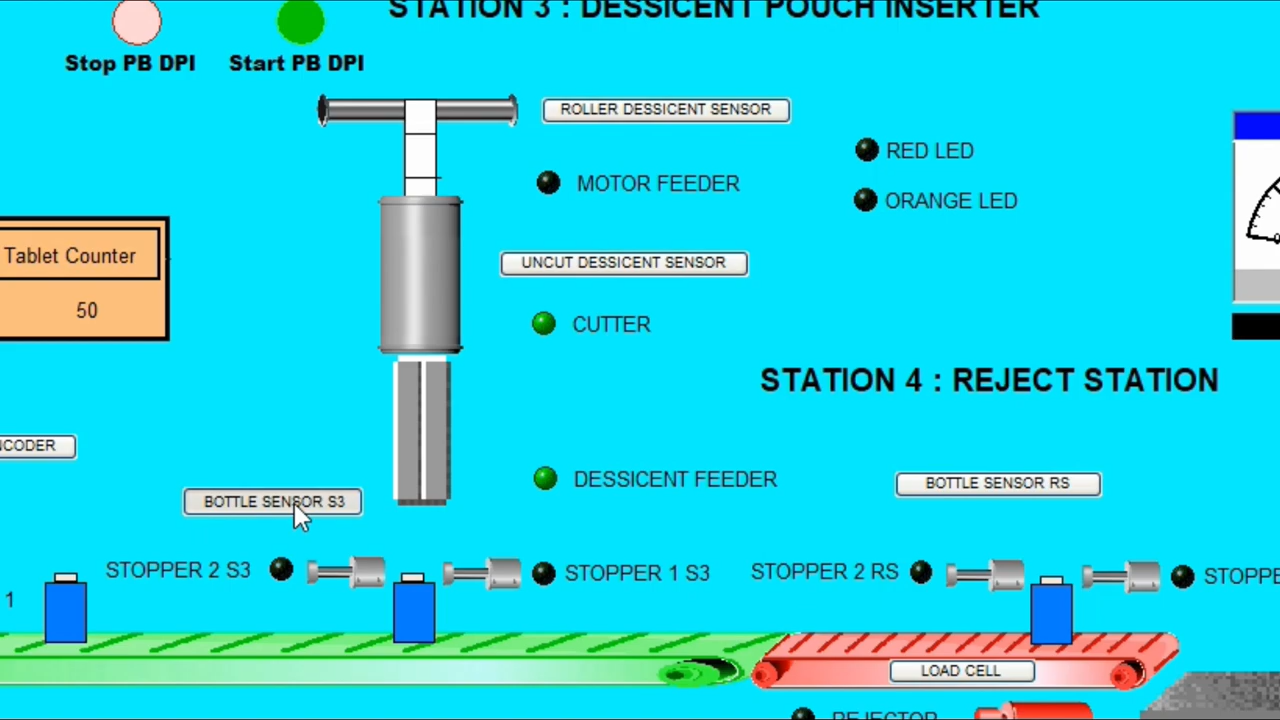 STATION 3 : DESSICENT POUCH INSERTER
Stop PB DPI
Start PB DPI
ROLLER DESSICENT SENSOR
RED LED
MOTOR FEEDER
ORANGE LED
Tablet Counter
50
UNCUT DESSICENT SENSOR
CUTTER
STATION 4 : REJECT STATION
DESSICENT FEEDER
BOTTLE SENSOR RS
BOTTLE SENSOR S3
STOPPER 2 S3
STOPPER 1 S3
STOPPER 2 RS
1
LOAD CELL
REJECTOR